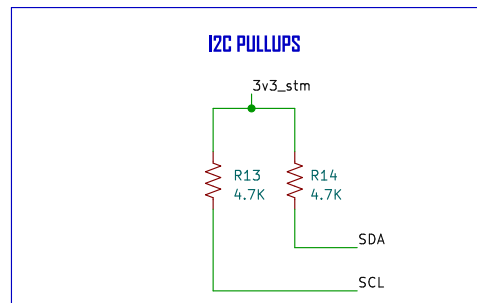 I2C PULLUPS
3v3_stm
R13
4.7K
R14
4.7K
SDA
SCL